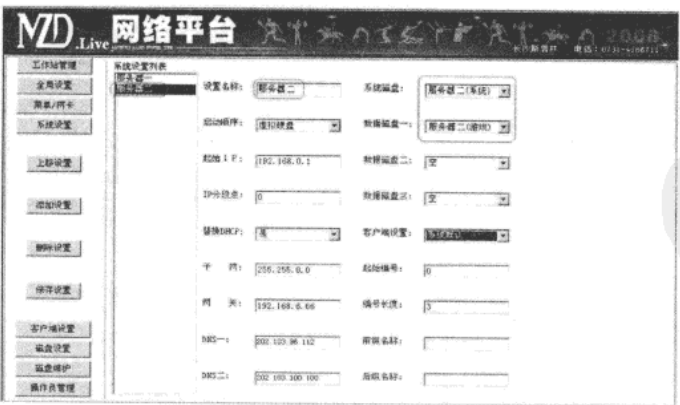 NZD.Live 网络平台
2008
工作站管理
全局设置
菜单/网卡
系统设置
上移设置
添加设置
删除设置
保存设置
客户端设置
磁盘设置
磁盘维护
操作员管理
系统设置列表
服务器一
服务器二
设置名称: 服务器二 系统磁盘: 服务器二(系统)
启动顺序: 虚拟硬盘 数据磁盘一: 服务器二(游戏)
起始 I P: 192.168.0.1 数据磁盘二: 空
IP分段点: 0 数据磁盘三: 空
替换DHCP: 是 客户端设置:
子 网: 255.255.0.0 起始编号: 0
网 关: 192.168.6.66 编号长度: 3
DNS一: 202.103.96.112 前缀名称:
DNS二: 202.103.100.100 后缀名称: